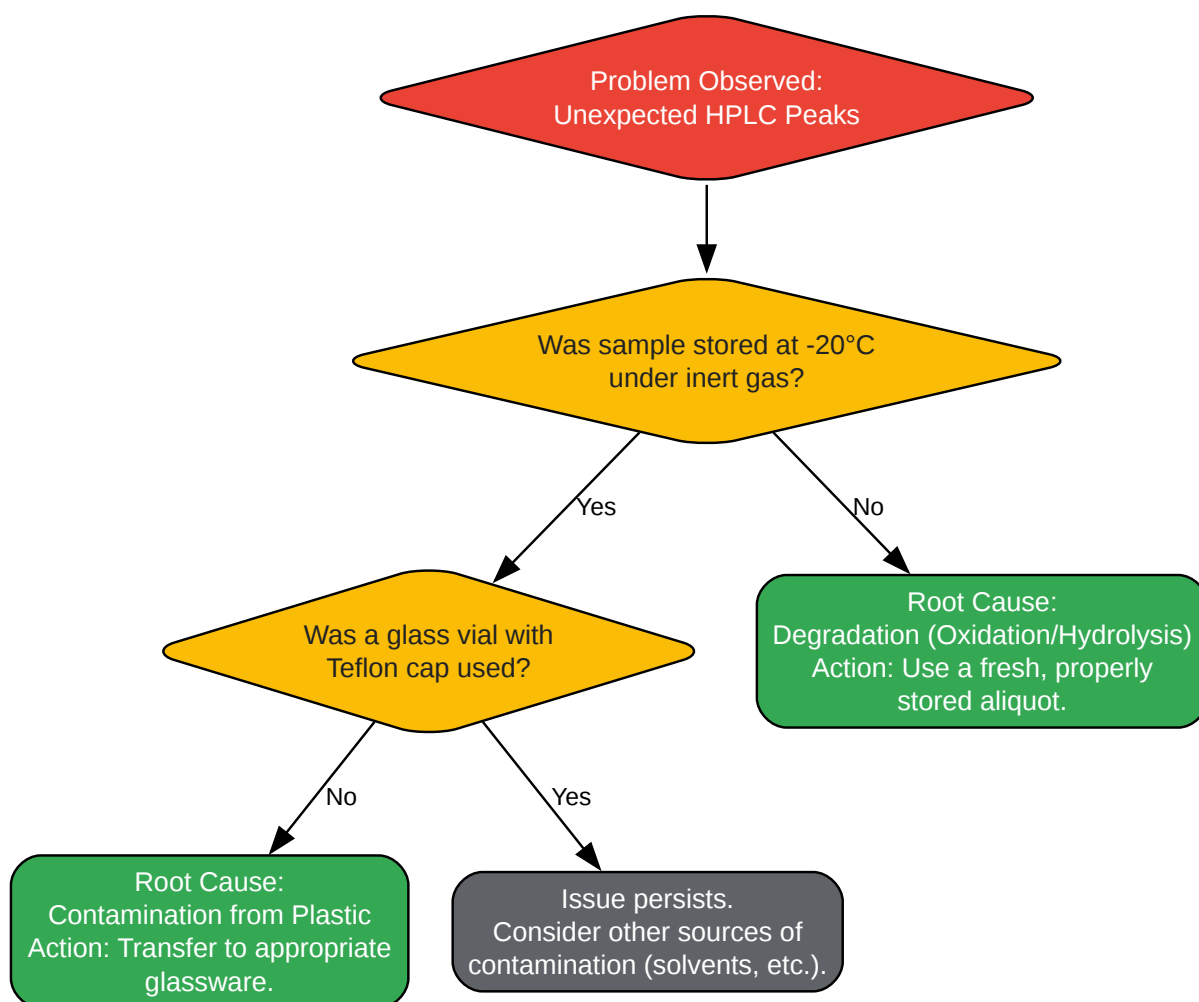 Problem Observed:
Unexpected HPLC Peaks
Was sample stored at -20°C
under inert gas?
Yes
No
Was a glass vial with
Teflon cap used?
Root Cause:
Degradation (Oxidation/Hydrolysis)
Action: Use a fresh, properly
stored aliquot.
No
Yes
Root Cause:
Contamination from Plastic
Action: Transfer to appropriate
glassware.
Issue persists.
Consider other sources of
contamination (solvents, etc.).